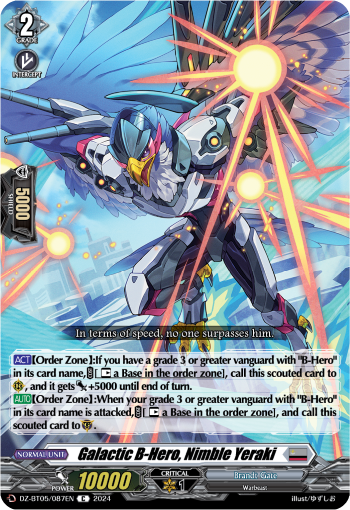 2
GRADE
INTERCEPT
5000
SHIELD
In terms of speed, no one surpasses him.
ACT【Order Zone】:If you have a grade 3 or greater vanguard with "B-Hero"
in its card name, [ a Base in the order zone], call this scouted card to
, and it gets +5000 until end of turn.
AUTO【Order Zone】:When your grade 3 or greater vanguard with "B-Hero"
in its card name is attacked, [ a Base in the order zone], and call this
scouted card to .
NORMAL UNIT
Galactic B-Hero, Nimble Yeraki
POWER 10000
CRITICAL
1
Brandt Gate
Warbeast
DZ-BT05/087EN C 2024
illust/ゆずしお